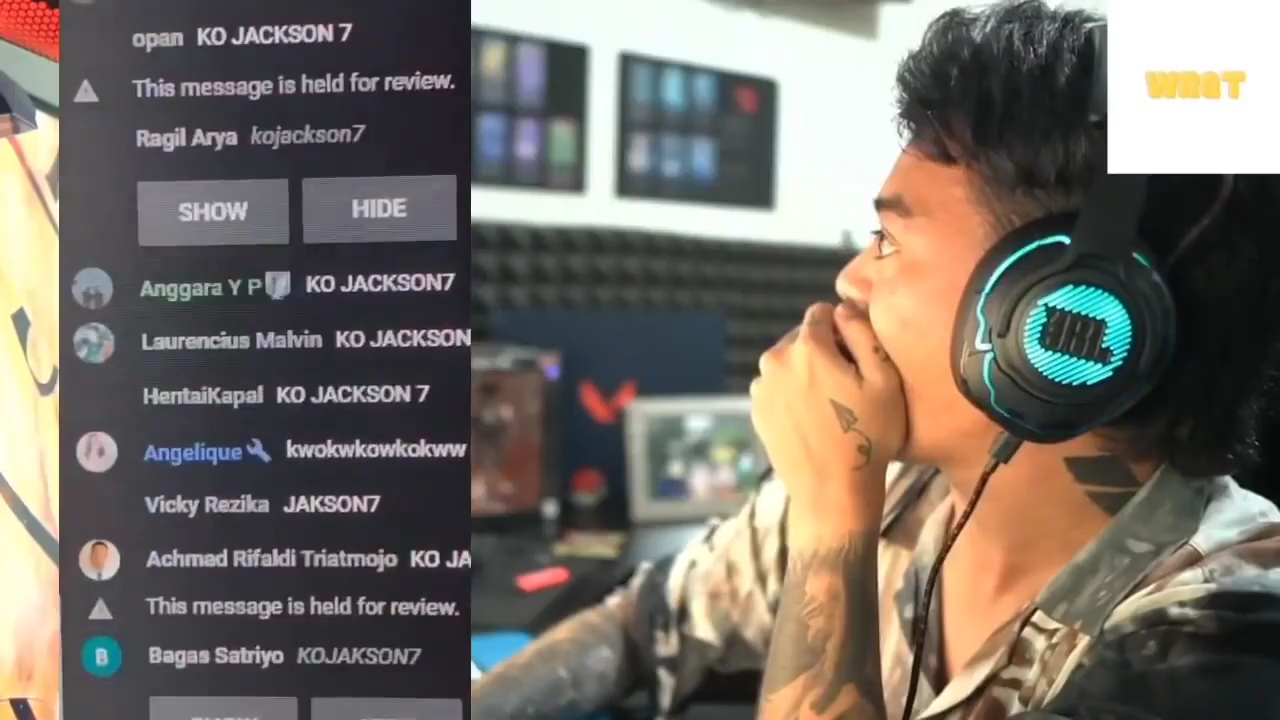 opan KO JACKSON 7
This message is held for review.
Ragil Arya kojackson7
SHOW HIDE
Anggara Y P KO JACKSON7
Laurencius Malvin KO JACKSON
HentaiKapal KO JACKSON 7
Angelique kwokwkowkokww
Vicky Rezika JAKSON7
Achmad Rifaldi Triatmojo KO JA
This message is held for review.
B Bagas Satriyo KOJAKSON7
WRGT
JBL